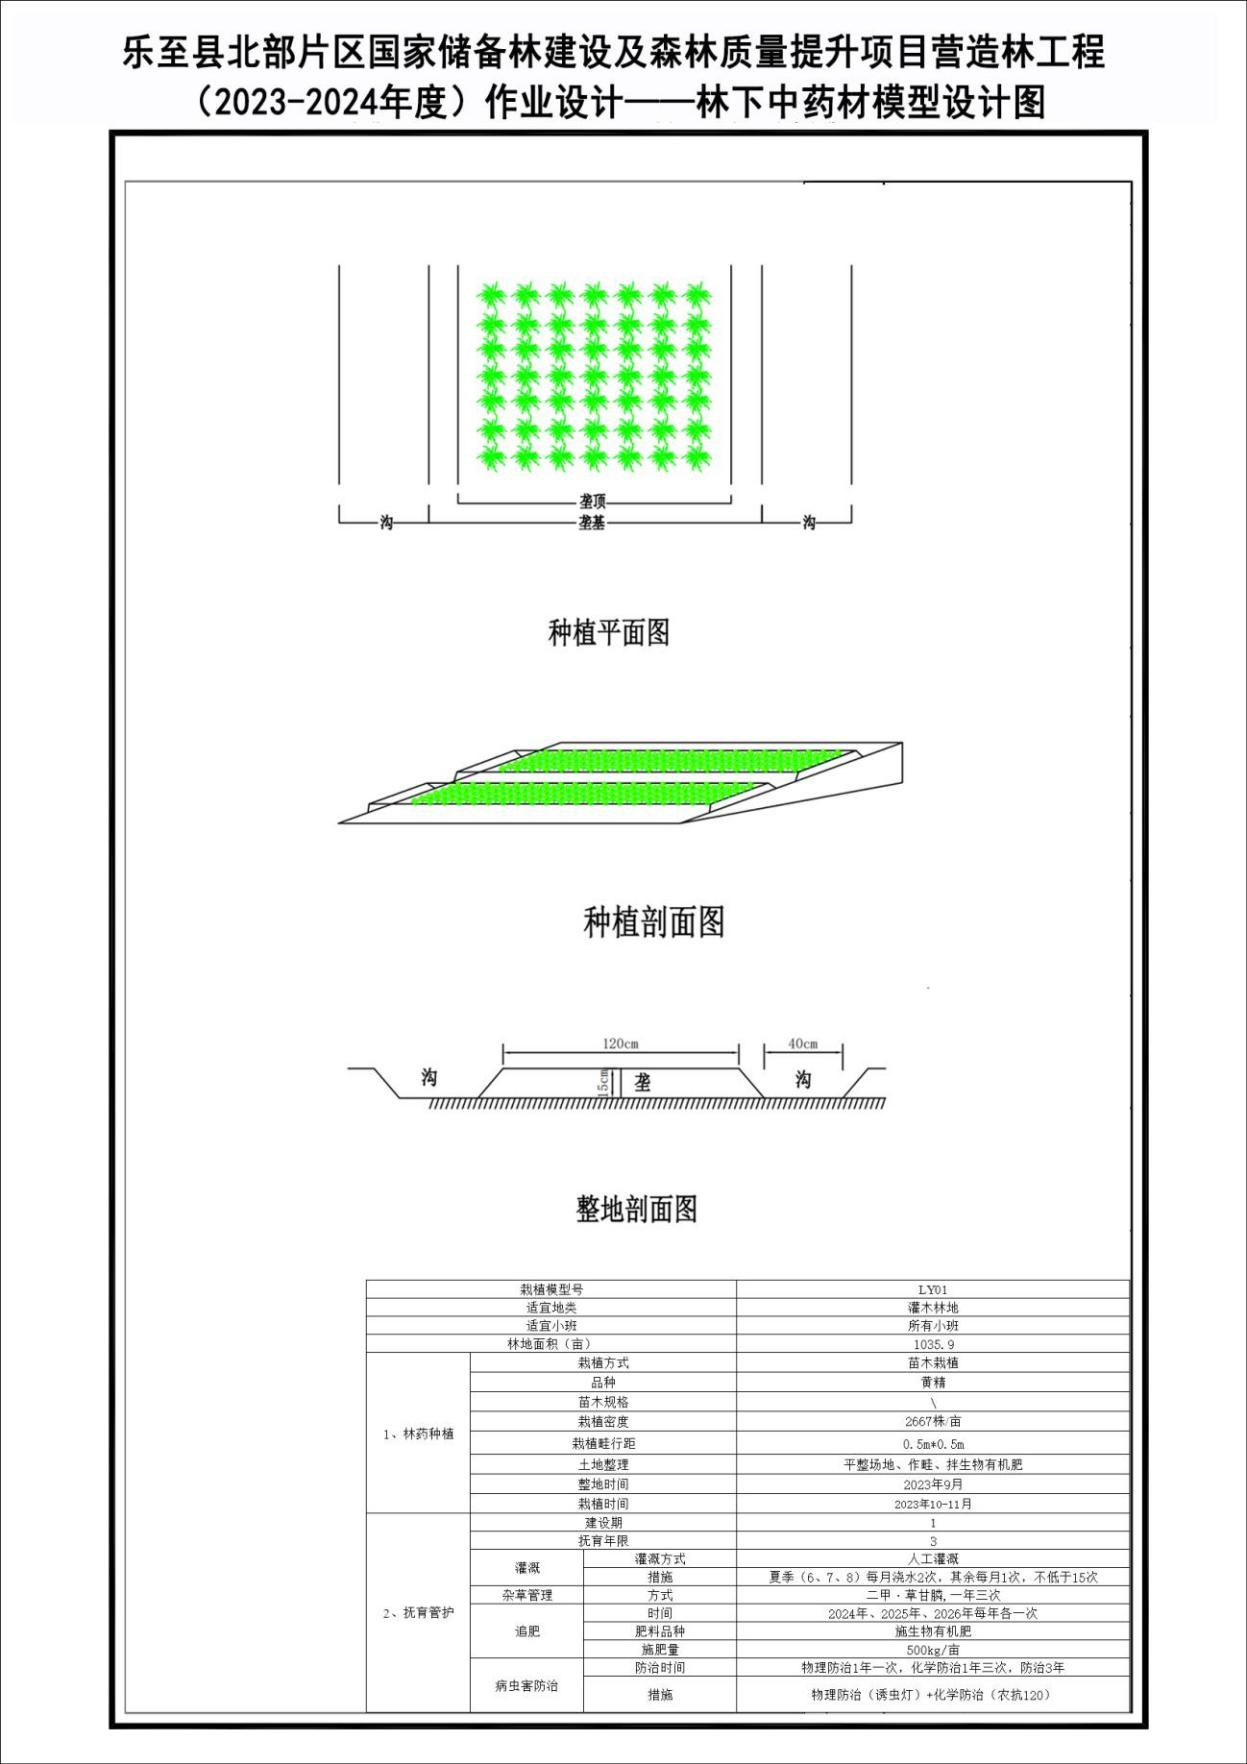 乐至县北部片区国家储备林建设及森林质量提升项目营造林工程
（2023-2024年度）作业设计——林下中药材模型设计图
垄顶
沟 垄基 沟
种植平面图
种植剖面图
120cm 40cm
沟 15cm 垄 沟
整地剖面图
栽植模型号 LY01
适宜地类 灌木林地
适宜小班 所有小班
林地面积（亩） 1035.9
1、林药种植
栽植方式 苗木栽植
品种 黄精
苗木规格 \
栽植密度 2667株/亩
栽植畦行距 0.5m*0.5m
土地整理 平整场地、作畦、拌生物有机肥
整地时间 2023年9月
栽植时间 2023年10-11月
2、抚育管护
建设期 1
抚育年限 3
灌溉 灌溉方式 人工灌溉
措施 夏季（6、7、8）每月浇水2次，其余每月1次，不低于15次
杂草管理 方式 二甲·草甘膦,一年三次
追肥 时间 2024年、2025年、2026年每年各一次
肥料品种 施生物有机肥
施肥量 500kg/亩
病虫害防治 防治时间 物理防治1年一次，化学防治1年三次，防治3年
措施 物理防治（诱虫灯）+化学防治（农抗120）